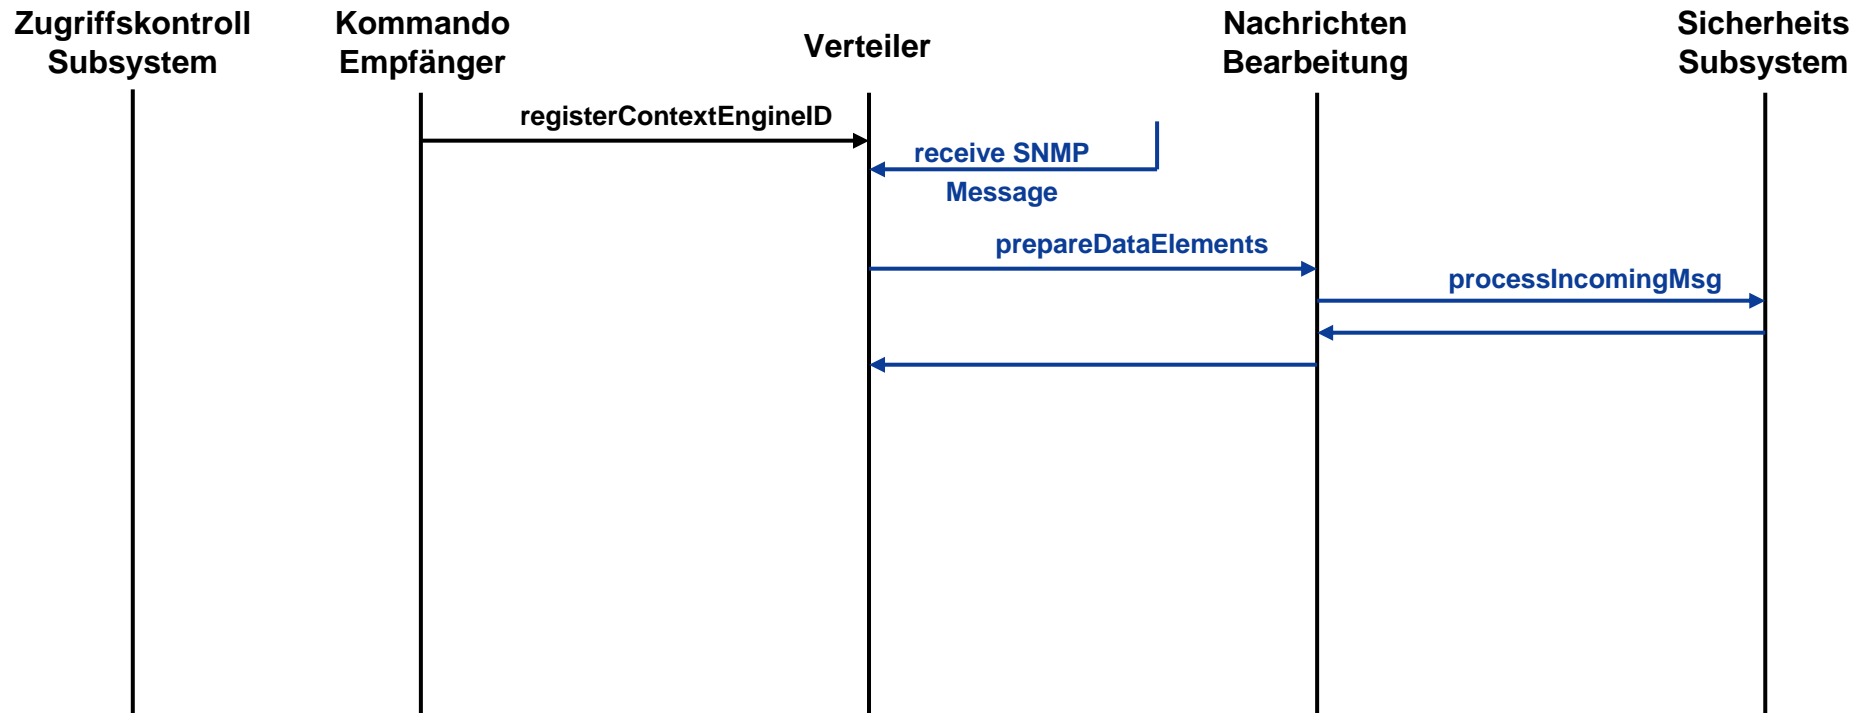 Zugriffskontroll
Subsystem
Kommando
Empfänger
Verteiler
Nachrichten
Bearbeitung
Sicherheits
Subsystem
registerContextEngineID
receive SNMP
Message
prepareDataElements
processIncomingMsg